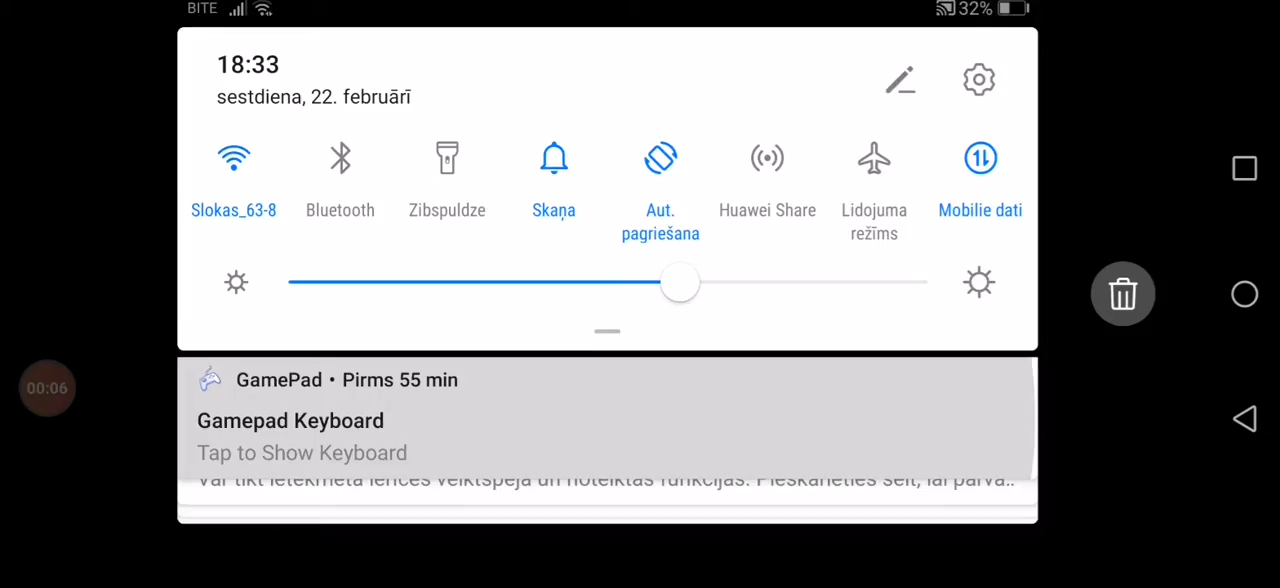 BITE 32%
18:33
sestdiena, 22. februārī
Slokas_63-8 Bluetooth Zibspuldze Skaņa Aut. pagriešana Huawei Share Lidojuma režīms Mobilie dati
00:06
GamePad • Pirms 55 min
Gamepad Keyboard
Tap to Show Keyboard
Var tikt ietekmēta ierīces veiktspēja un noteiktas funkcijas. Pieskarieties šeit, lai pārva..